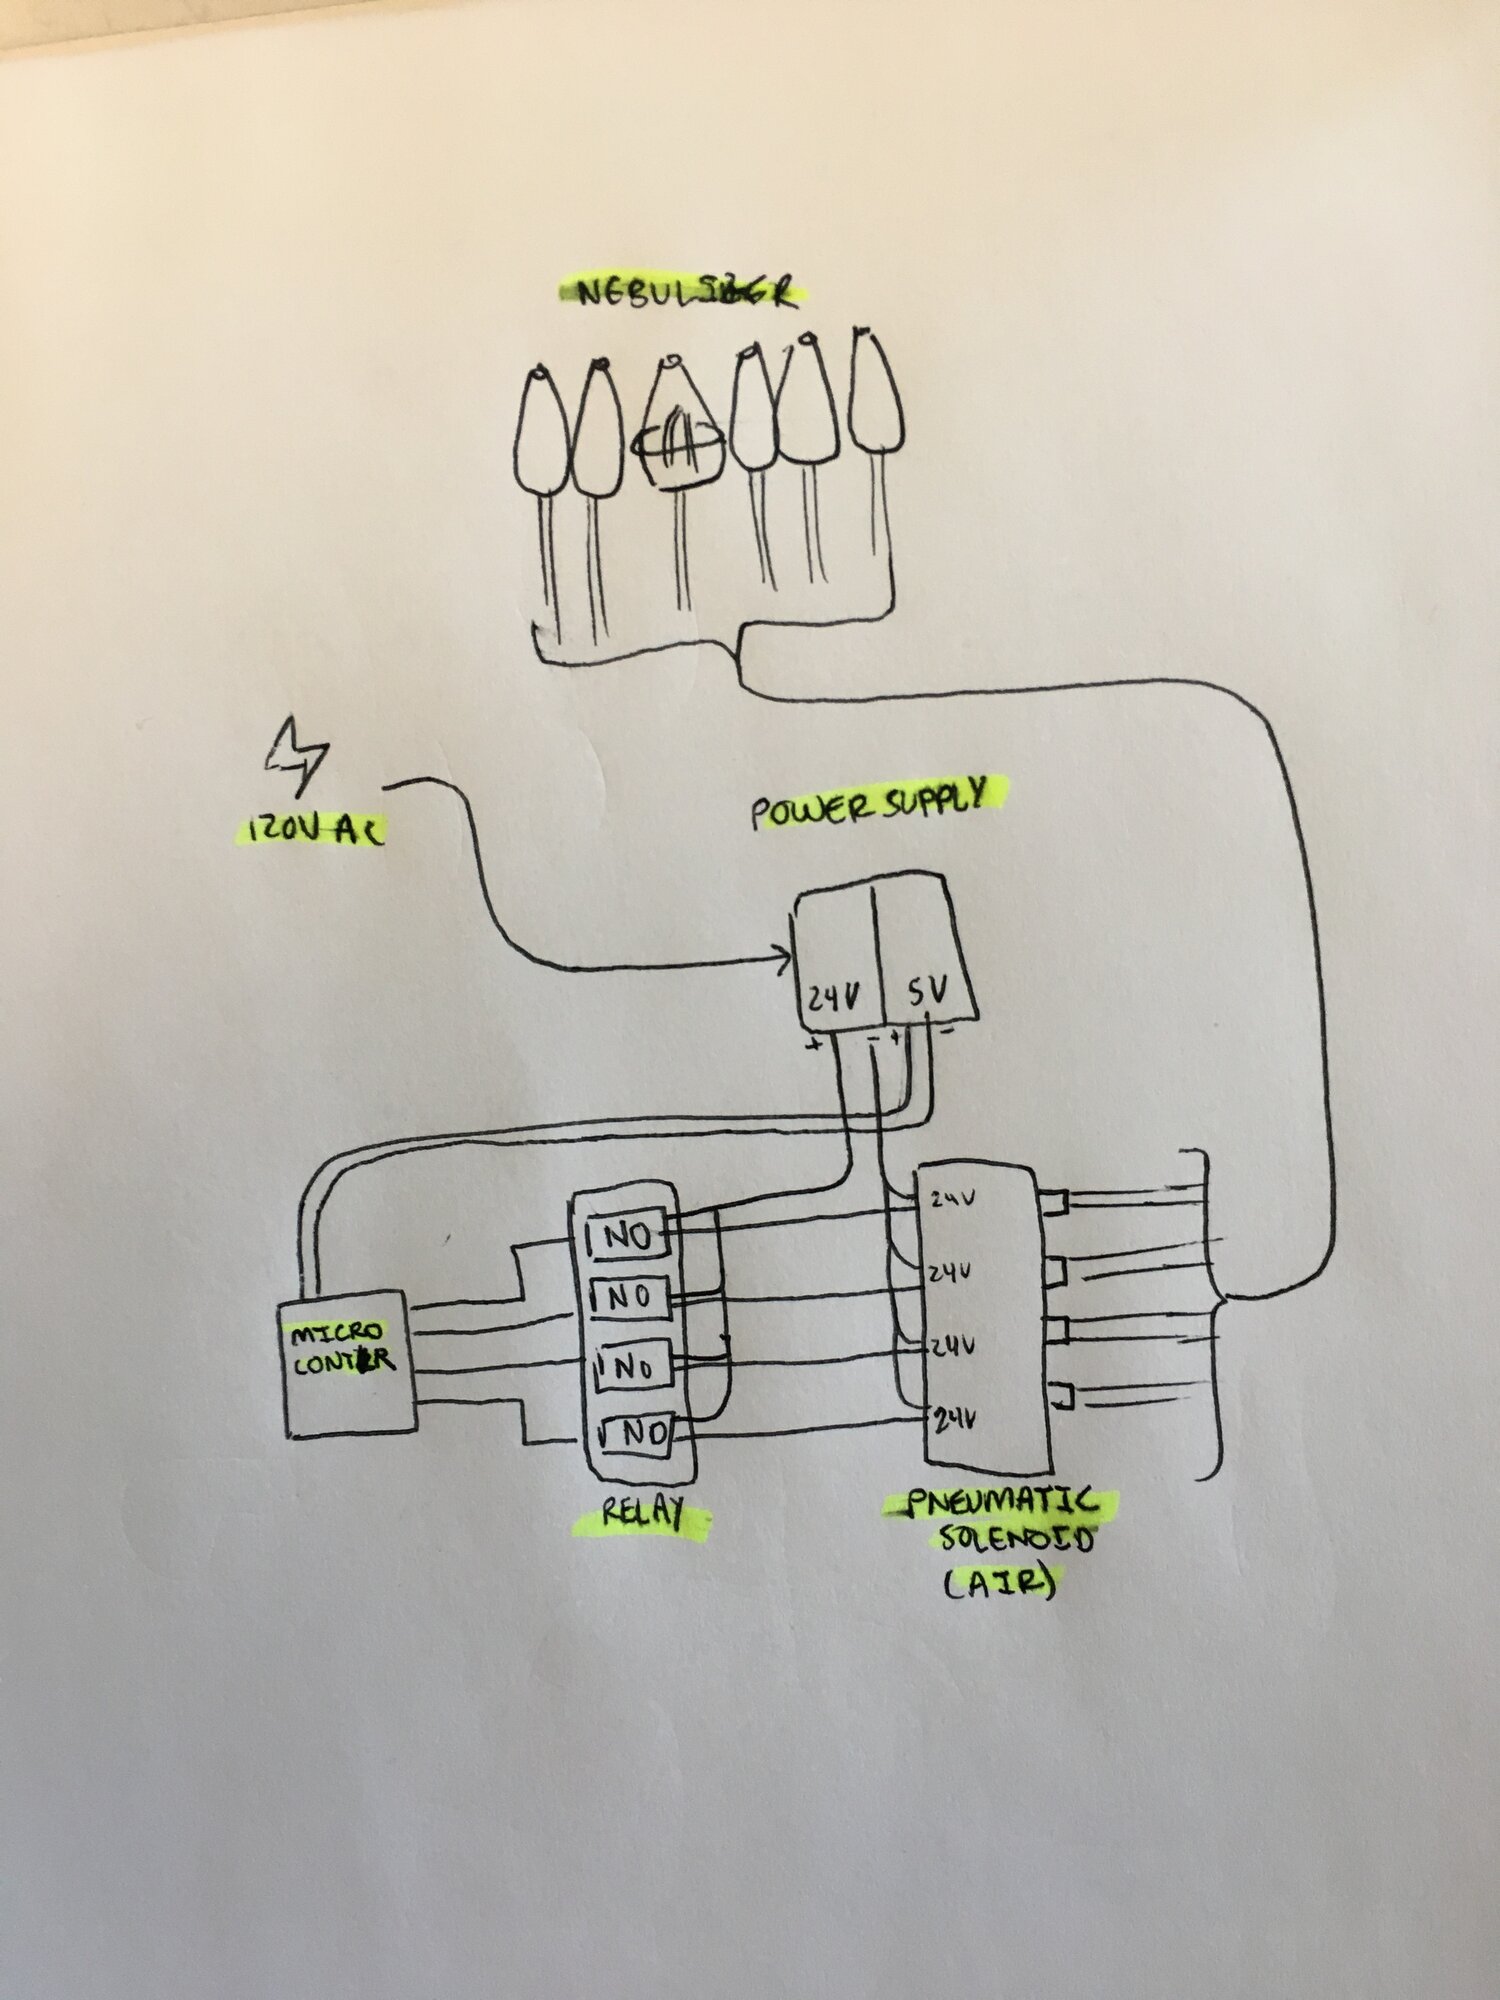 NEBULIZER
120V AC
POWER SUPPLY
24V 5V
+ - + -
24V
NO
24V
NO
MICRO
24V
NO
24V
NO
RELAY
PNEUMATIC
SOLENOID
(AIR)